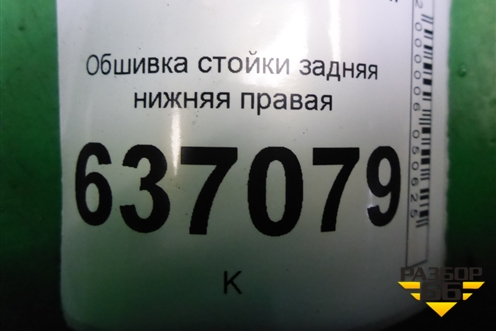 Обшивка стойки задняя
нижняя правая
637079
К
2000006050625
РАЗБОР
66